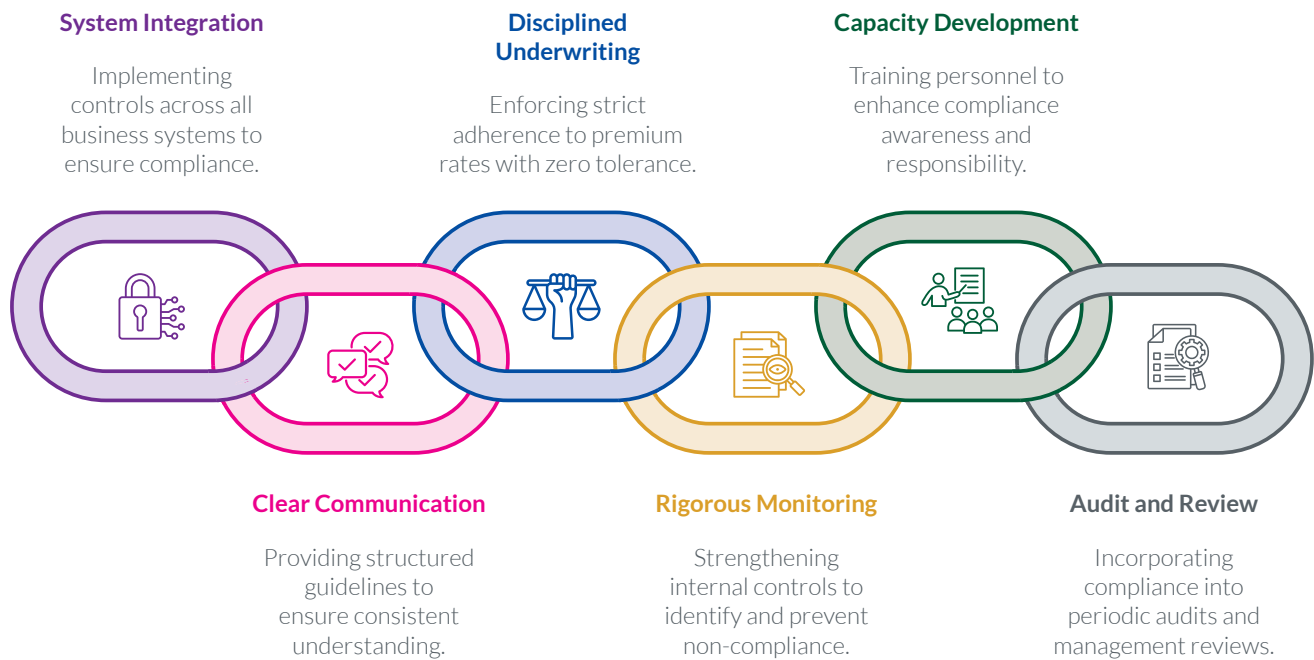 System Integration
Implementing
controls across all
business systems to
ensure compliance.
Disciplined
Underwriting
Enforcing strict
adherence to premium
rates with zero tolerance.
Capacity Development
Training personnel to
enhance compliance
awareness and
responsibility.
Clear Communication
Providing structured
guidelines to
ensure consistent
understanding.
Rigorous Monitoring
Strengthening
internal controls to
identify and prevent
non-compliance.
Audit and Review
Incorporating
compliance into
periodic audits and
management reviews.